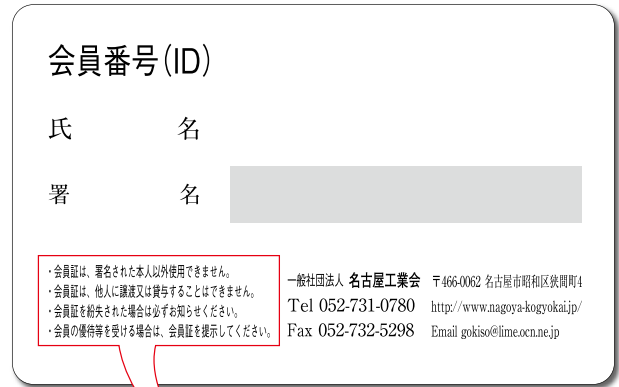 会員番号(ID)
氏　　　名
署　　　名
・会員証は、署名された本人以外使用できません。
・会員証は、他人に譲渡又は貸与することはできません。
・会員証を紛失された場合は必ずお知らせください。
・会員の優待等を受ける場合は、会員証を提示してください。
一般社団法人 名古屋工業会 〒466-0062 名古屋市昭和区狭間町4
Tel 052-731-0780 http://www.nagoya-kogyokai.jp/
Fax 052-732-5298 Email gokiso@lime.ocn.ne.jp